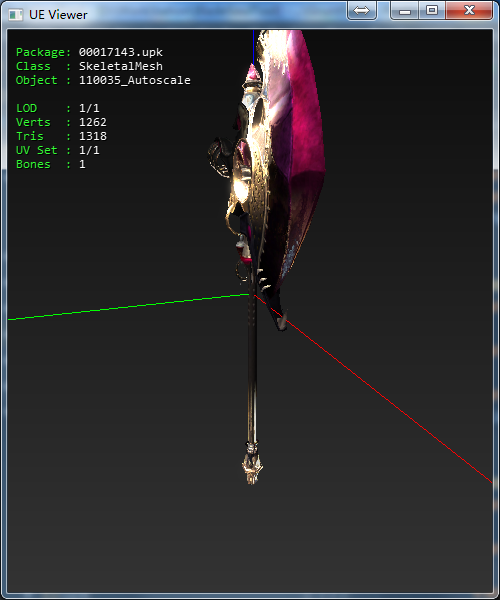 UE Viewer
Package: 00017143.upk
Class  : SkeletalMesh
Object : 110035_Autoscale
LOD    : 1/1
Verts  : 1262
Tris   : 1318
UV Set : 1/1
Bones  : 1